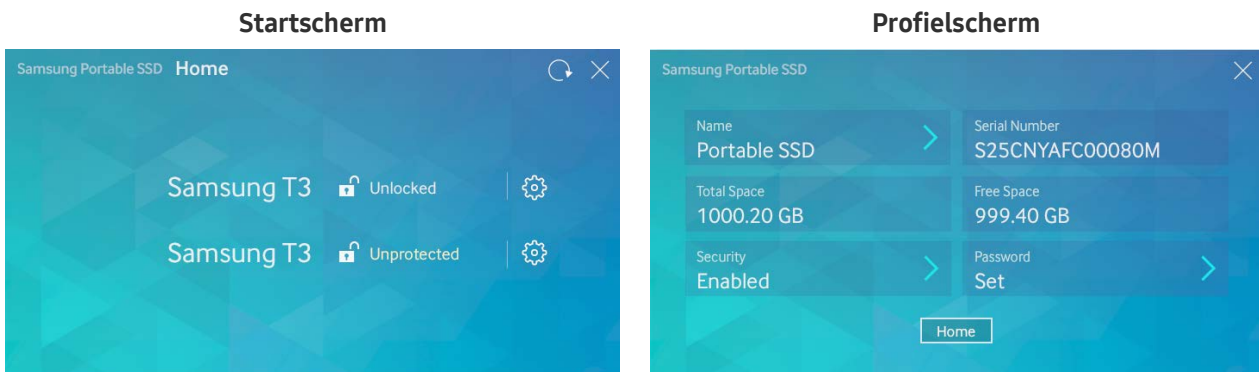 Startscherm
Samsung Portable SSD Home
Samsung T3 Unlocked
Samsung T3 Unprotected
Profielscherm
Samsung Portable SSD
Name
Portable SSD
Serial Number
S25CNYAFC00080M
Total Space
1000.20 GB
Free Space
999.40 GB
Security
Enabled
Password
Set
Home